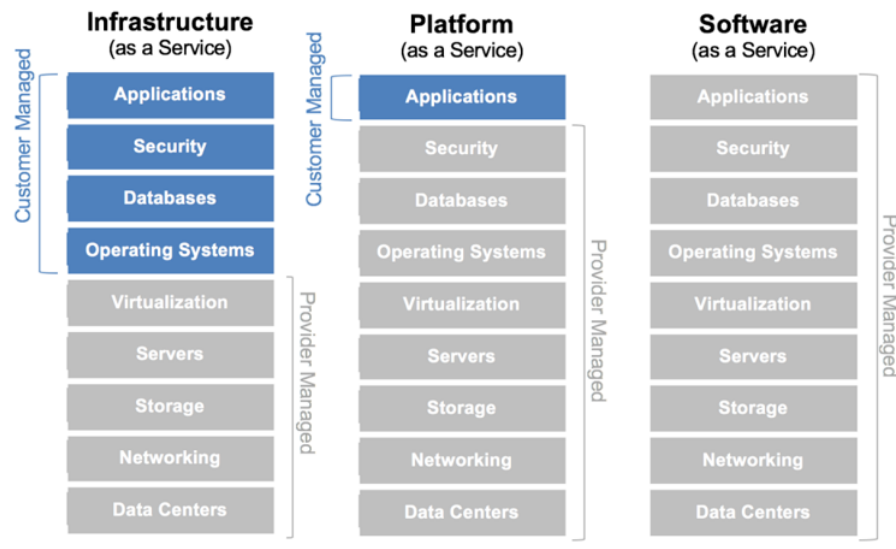 Infrastructure
(as a Service)
Customer Managed
Applications
Security
Databases
Operating Systems
Virtualization
Servers
Storage
Networking
Data Centers
Provider Managed
Platform
(as a Service)
Customer Managed
Applications
Security
Databases
Operating Systems
Virtualization
Servers
Storage
Networking
Data Centers
Provider Managed
Software
(as a Service)
Applications
Security
Databases
Operating Systems
Virtualization
Servers
Storage
Networking
Data Centers
Provider Managed